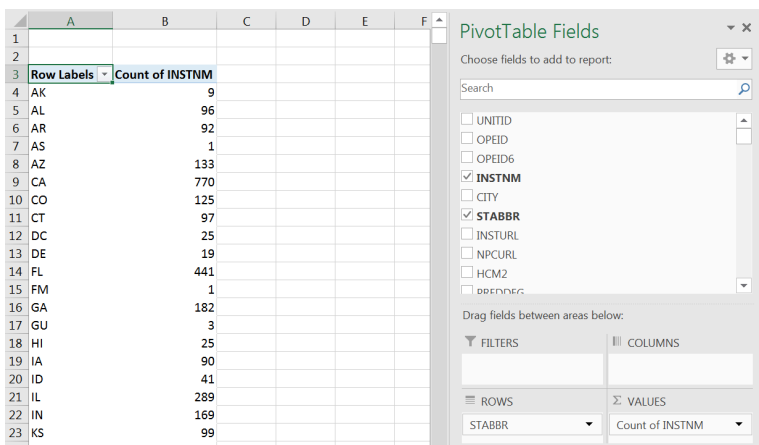 A B C D E F
1
2
3 Row Labels Count of INSTNM
4 AK 9
5 AL 96
6 AR 92
7 AS 1
8 AZ 133
9 CA 770
10 CO 125
11 CT 97
12 DC 25
13 DE 19
14 FL 441
15 FM 1
16 GA 182
17 GU 3
18 HI 25
19 IA 90
20 ID 41
21 IL 289
22 IN 169
23 KS 99
PivotTable Fields
Choose fields to add to report:
Search
UNITID
OPEID
OPEID6
INSTNM
CITY
STABBR
INSTURL
NPCURL
HCM2
PREDDEG
Drag fields between areas below:
FILTERS
COLUMNS
ROWS
Σ VALUES
STABBR
Count of INSTNM